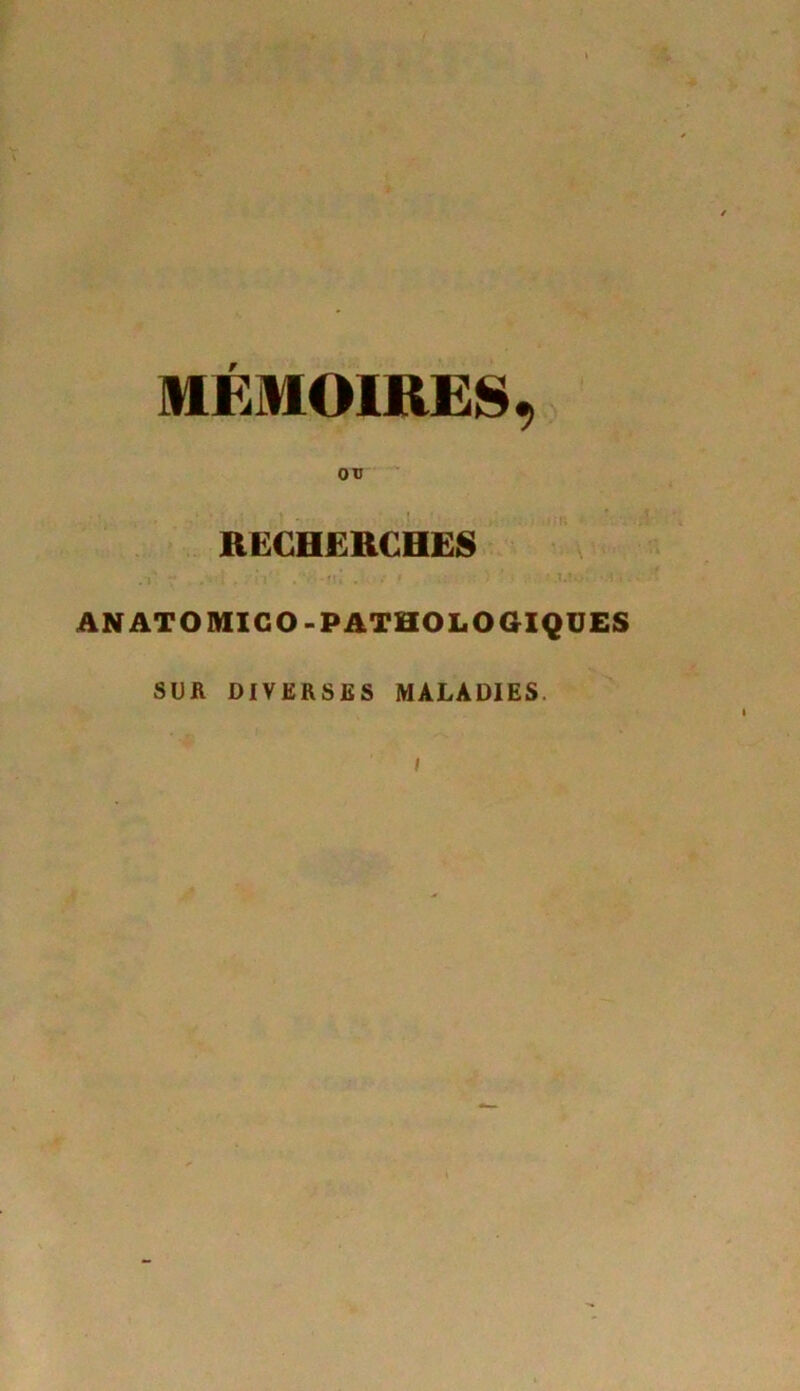 MÉMOIRES,
OU
RECHERCHES
ANATOMICO-PATHOLOGIQUES
SUR DIVERSES MALADIES.